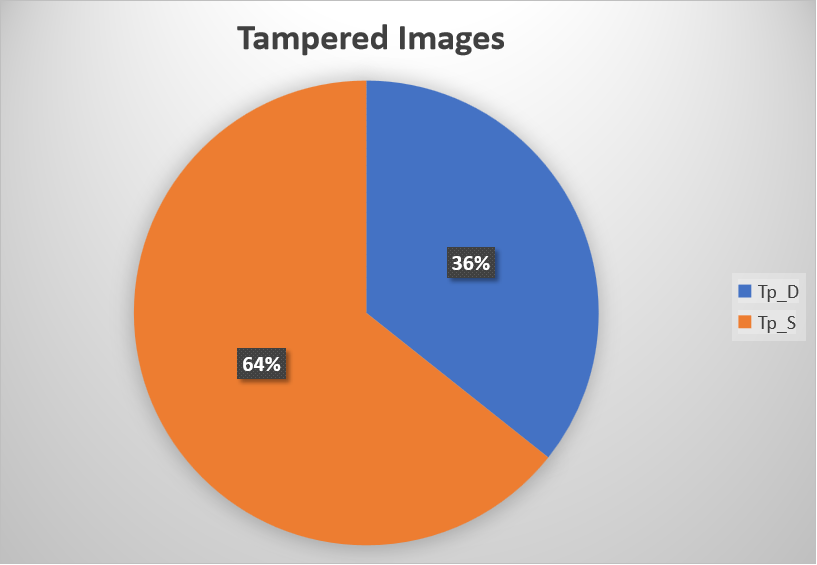 Tampered Images
36%
64%
Tp_D
Tp_S